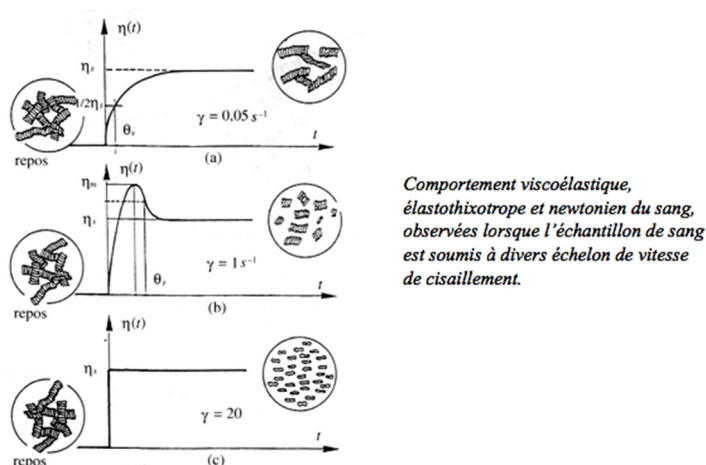 η(t)
ηs
1/2ηs
γ = 0,05 s⁻¹
θv
t
repos
(a)
η(t)
ηm
ηs
γ = 1 s⁻¹
θt
t
repos
(b)
η(t)
ηs
γ = 20
t
repos
(c)
Comportement viscoélastique,
élastothixotrope et newtonien du sang,
observées lorsque l'échantillon de sang
est soumis à divers échelon de vitesse
de cisaillement.